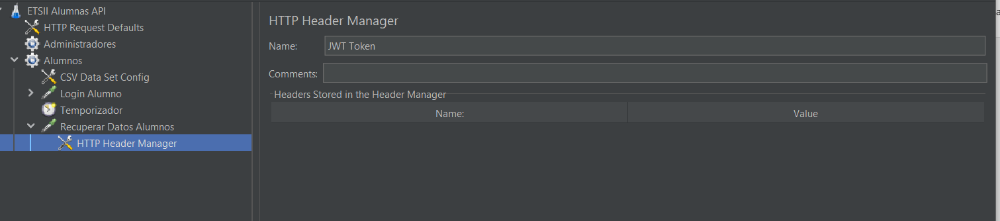 ETSII Alumnas API
HTTP Request Defaults
Administradores
Alumnos
CSV Data Set Config
Login Alumno
Temporizador
Recuperar Datos Alumnos
HTTP Header Manager
HTTP Header Manager
Name: JWT Token
Comments:
Headers Stored in the Header Manager
Name: Value